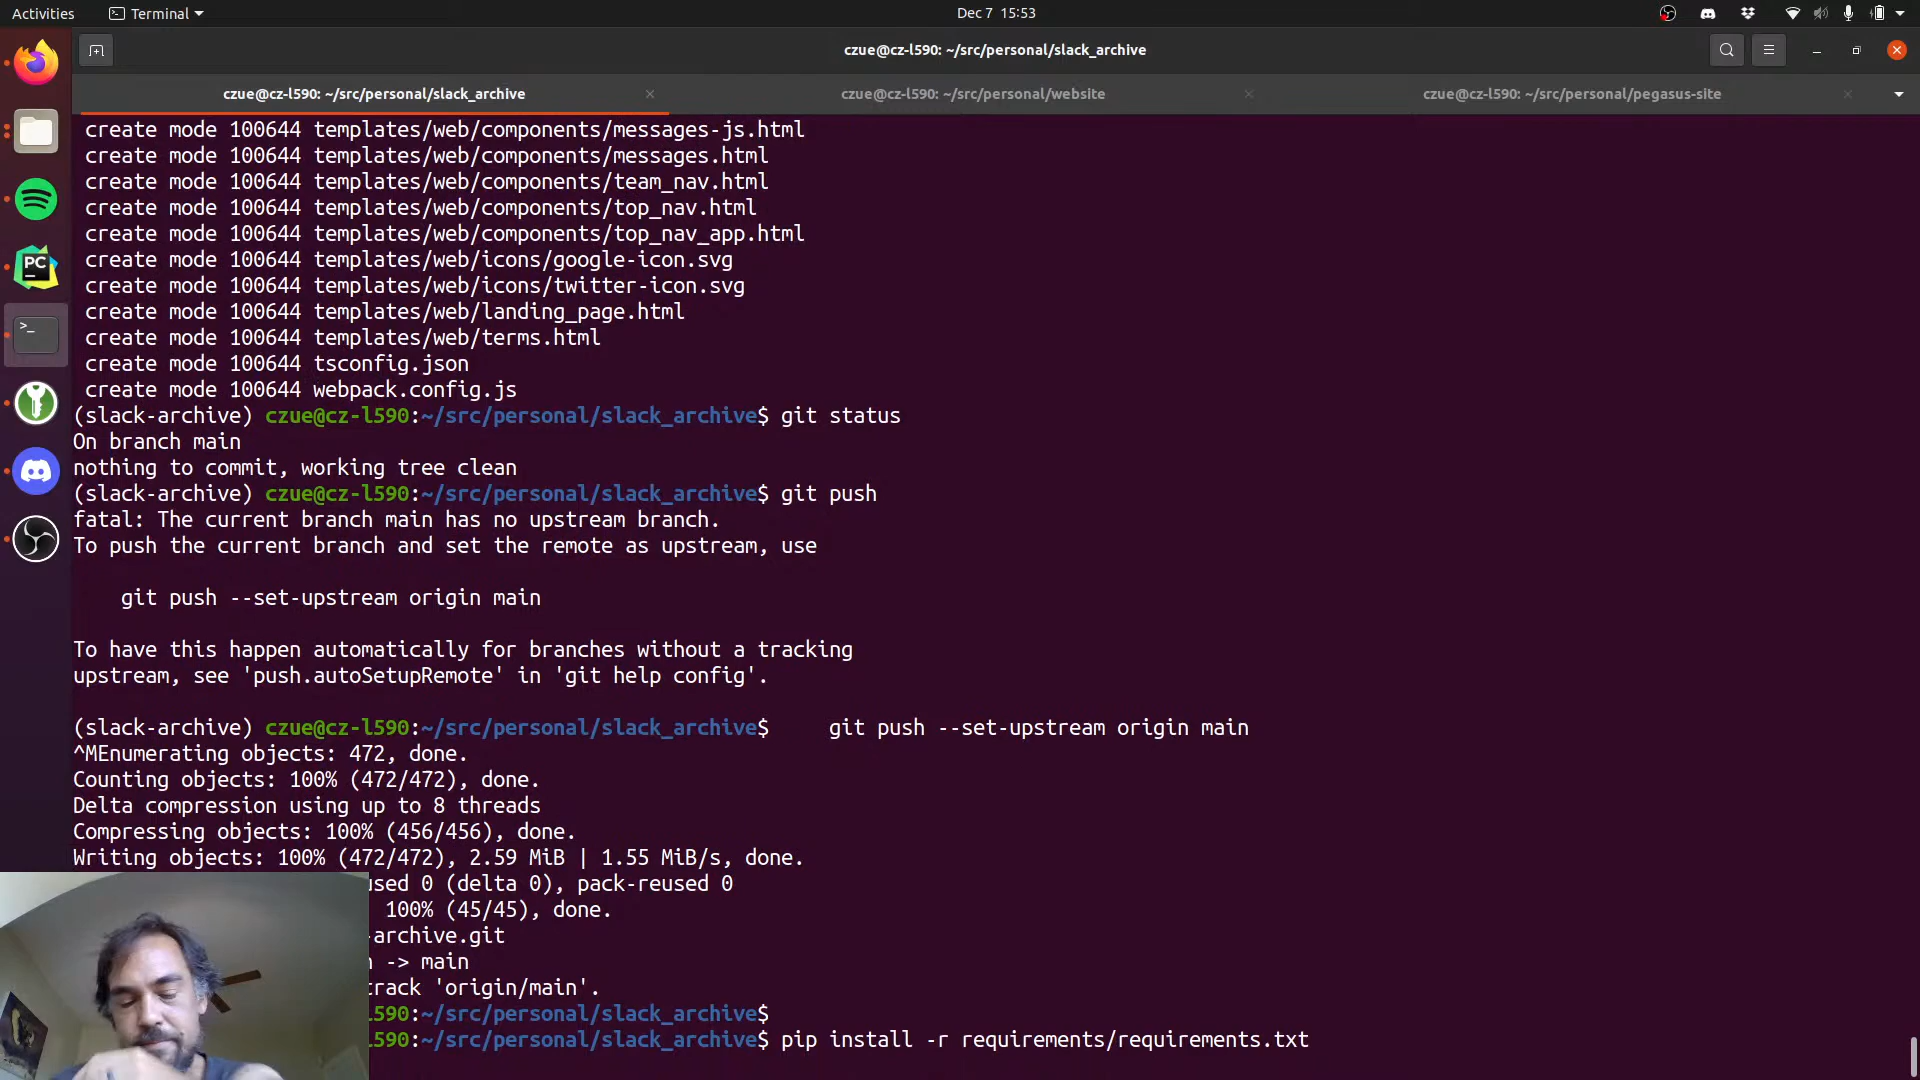 Activities
Terminal
Dec 7 15:53
czue@cz-l590: ~/src/personal/slack_archive
czue@cz-l590: ~/src/personal/slack_archive
czue@cz-l590: ~/src/personal/website
czue@cz-l590: ~/src/personal/pegasus-site
create mode 100644 templates/web/components/messages-js.html
create mode 100644 templates/web/components/messages.html
create mode 100644 templates/web/components/team_nav.html
create mode 100644 templates/web/components/top_nav.html
create mode 100644 templates/web/components/top_nav_app.html
create mode 100644 templates/web/icons/google-icon.svg
create mode 100644 templates/web/icons/twitter-icon.svg
create mode 100644 templates/web/landing_page.html
create mode 100644 templates/web/terms.html
create mode 100644 tsconfig.json
create mode 100644 webpack.config.js
(slack-archive) czue@cz-l590:~/src/personal/slack_archive$ git status
On branch main
nothing to commit, working tree clean
(slack-archive) czue@cz-l590:~/src/personal/slack_archive$ git push
fatal: The current branch main has no upstream branch.
To push the current branch and set the remote as upstream, use
git push --set-upstream origin main
To have this happen automatically for branches without a tracking
upstream, see 'push.autoSetupRemote' in 'git help config'.
(slack-archive) czue@cz-l590:~/src/personal/slack_archive$     git push --set-upstream origin main
^MEnumerating objects: 472, done.
Counting objects: 100% (472/472), done.
Delta compression using up to 8 threads
Compressing objects: 100% (456/456), done.
Writing objects: 100% (472/472), 2.59 MiB | 1.55 MiB/s, done.
used 0 (delta 0), pack-reused 0
100% (45/45), done.
-archive.git
-> main
track 'origin/main'.
l590:~/src/personal/slack_archive$
l590:~/src/personal/slack_archive$ pip install -r requirements/requirements.txt
PC